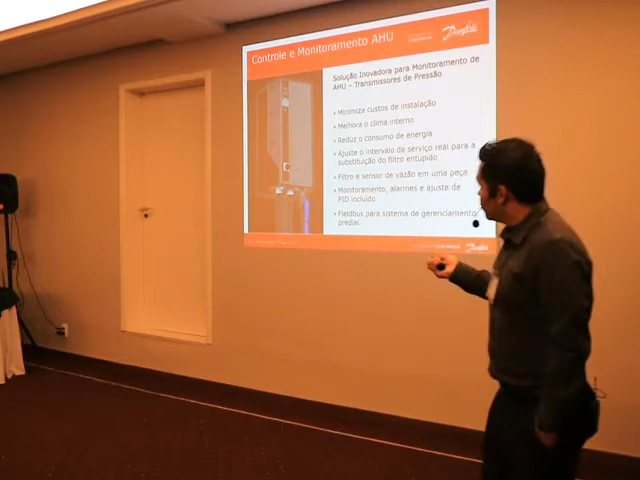 Controle e Monitoramento AHU
Danfoss
Solução Inovadora para Monitoramento de
AHU – Transmissores de Pressão
• Minimiza custos de instalação
• Melhora o clima interno
• Reduz o consumo de energia
• Ajuste o intervalo de serviço real para a
substituição do filtro entupido
• Filtro e sensor de vazão em uma peça
• Monitoramento, alarmes e ajuste de
PID incluído
• Fieldbus para sistema de gerenciamento
predial
Danfoss